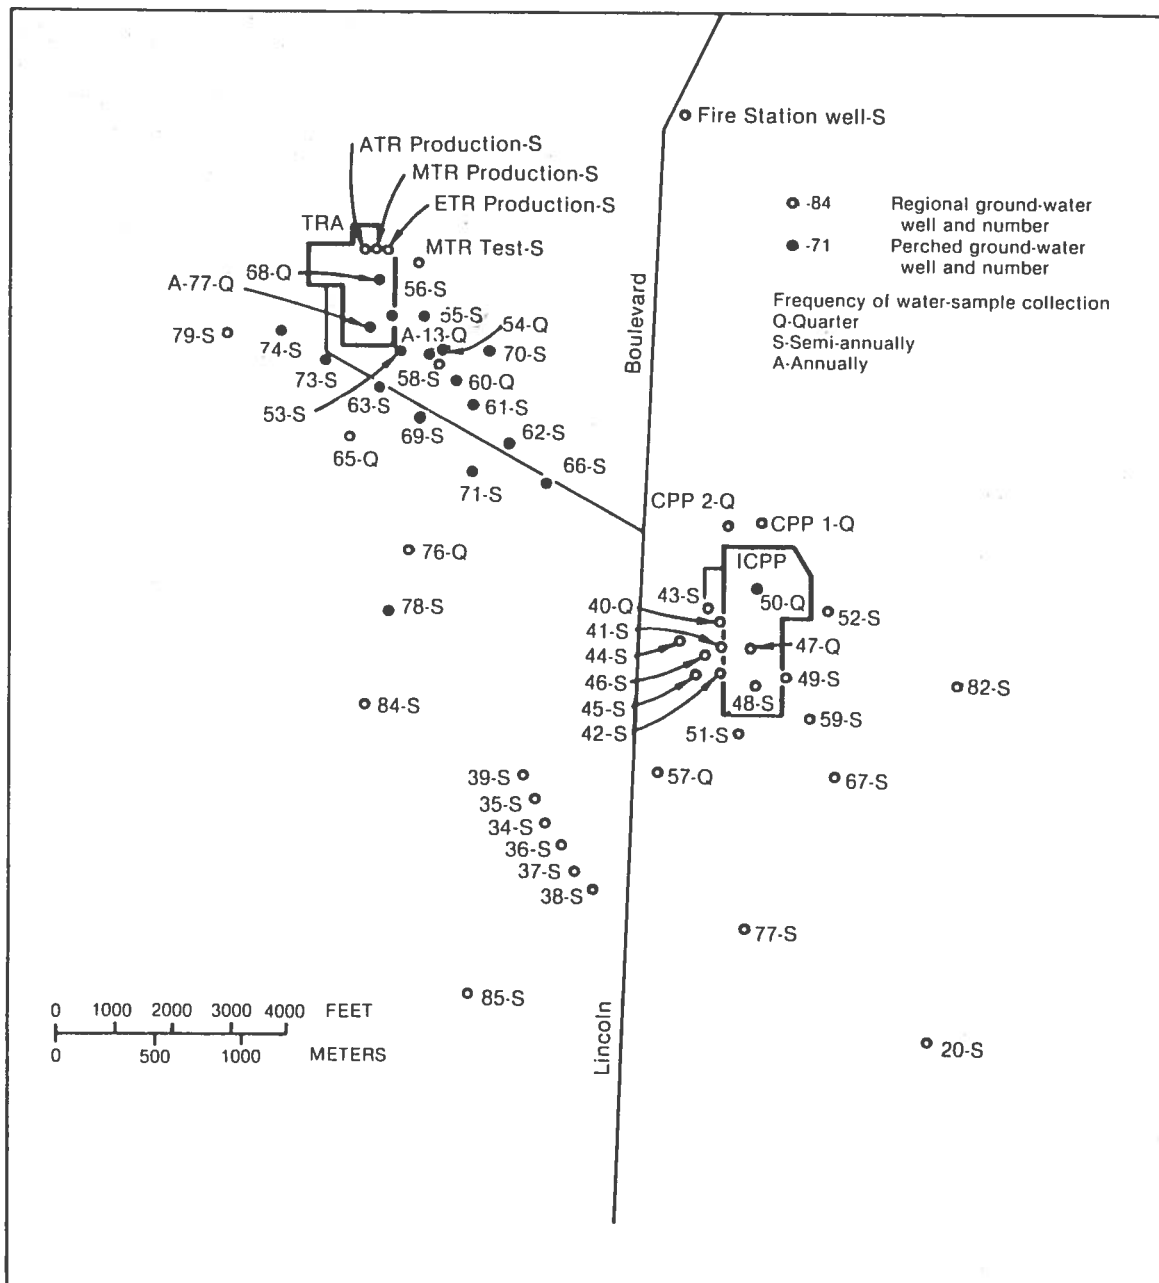 Fire Station well-S
ATR Production-S
MTR Production-S
ETR Production-S
TRA
MTR Test-S
-84 Regional ground-water
well and number
-71 Perched ground-water
well and number
Frequency of water-sample collection
Q-Quarter
S-Semi-annually
A-Annually
68-Q
A-77-Q
56-S
55-S
54-Q
A-13-Q
79-S
74-S
70-S
73-S
58-S
60-Q
53-S
63-S
61-S
69-S
62-S
65-Q
66-S
71-S
Boulevard
CPP 2-Q
CPP 1-Q
ICPP
76-Q
43-S
50-Q
40-Q
52-S
78-S
41-S
44-S
47-Q
46-S
49-S
48-S
82-S
45-S
84-S
42-S
51-S
59-S
39-S
57-Q
67-S
35-S
34-S
36-S
37-S
38-S
77-S
85-S
Lincoln
0 1000 2000 3000 4000 FEET
0 500 1000 METERS
20-S